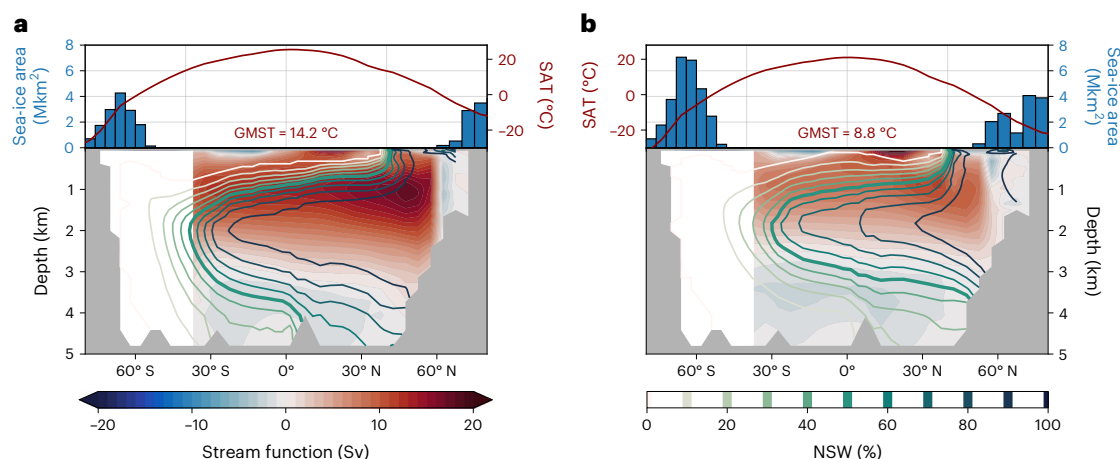 a
b
Sea-ice area
(Mkm²)
8
6
4
2
0
20
0
−20
SAT (°C)
GMST = 14.2 °C
SAT (°C)
20
0
−20
GMST = 8.8 °C
8
6
4
2
0
Sea-ice area
(Mkm²)
Depth (km)
1
2
3
4
5
1
2
3
4
5
Depth (km)
60° S
30° S
0°
30° N
60° N
60° S
30° S
0°
30° N
60° N
−20
−10
0
10
20
Stream function (Sv)
0
20
40
60
80
100
NSW (%)